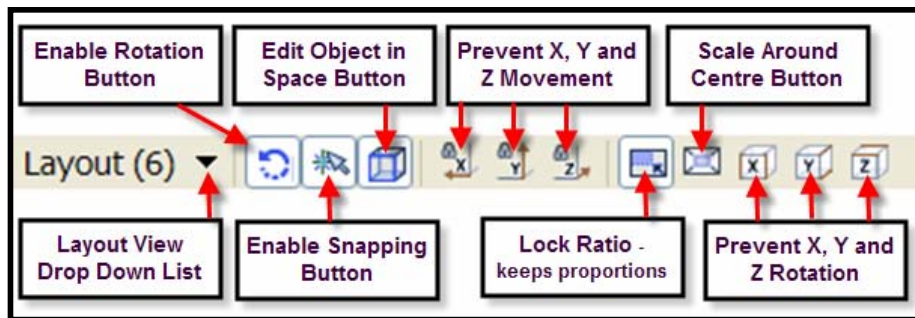 Enable Rotation
Button
Edit Object in
Space Button
Prevent X, Y and
Z Movement
Scale Around
Centre Button
Layout (6)
X
Y
Z
X
Y
Z
Layout View
Drop Down List
Enable Snapping
Button
Lock Ratio -
keeps proportions
Prevent X, Y and
Z Rotation